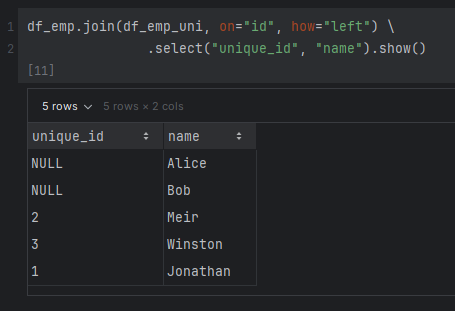 1 df_emp.join(df_emp_uni, on="id", how="left") \
2 .select("unique_id", "name").show()
[11]
5 rows 5 rows × 2 cols
unique_id name
NULL Alice
NULL Bob
2 Meir
3 Winston
1 Jonathan